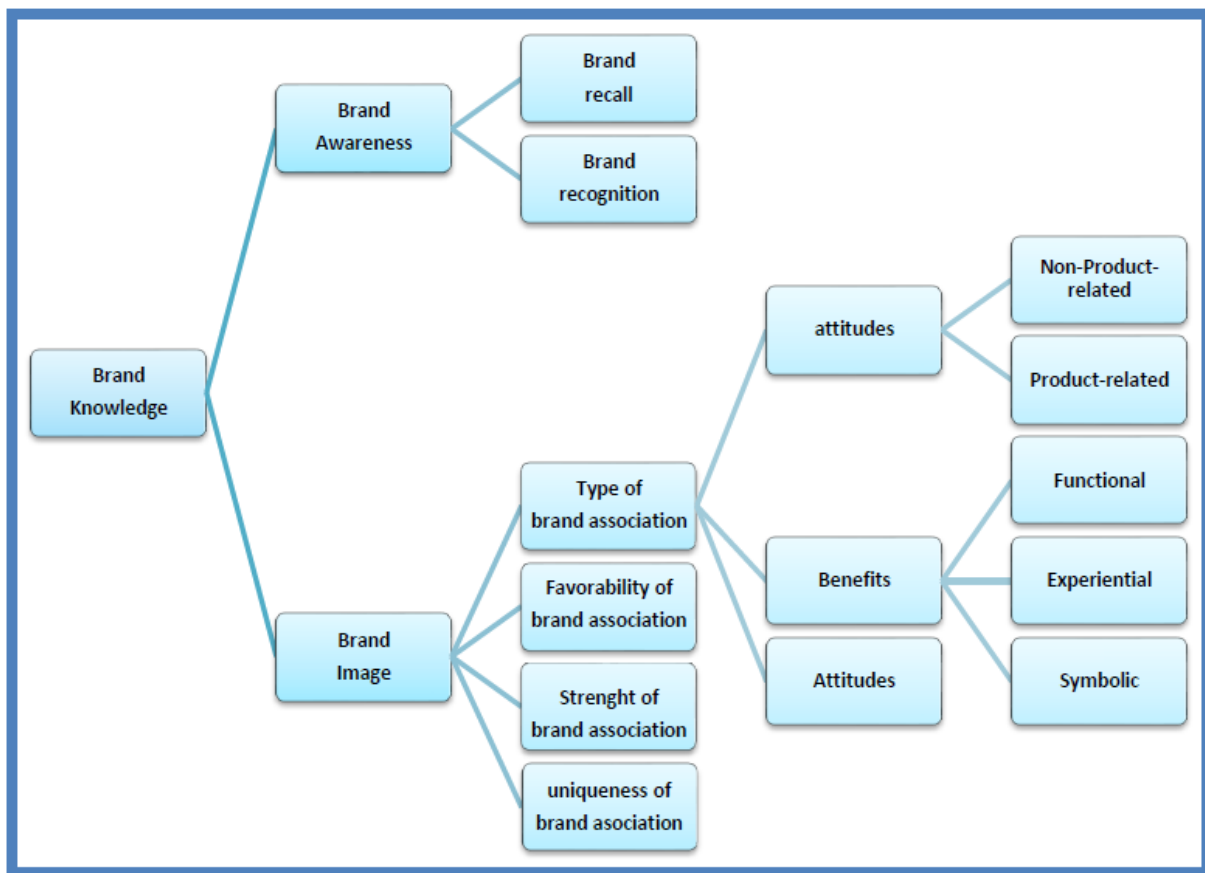 Brand
recall
Brand
Awareness
Brand
recognition
Non-Product-
related
attitudes
Product-related
Brand
Knowledge
Functional
Type of
brand association
Benefits
Experiential
Favorability of
brand association
Brand
Image
Attitudes
Symbolic
Strenght of
brand association
uniqueness of
brand asociation